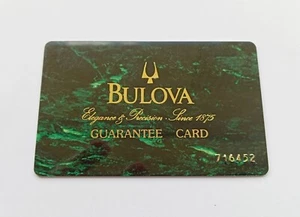 BULOVA
Elegance & Precision · Since 1875
GUARANTEE CARD
716452